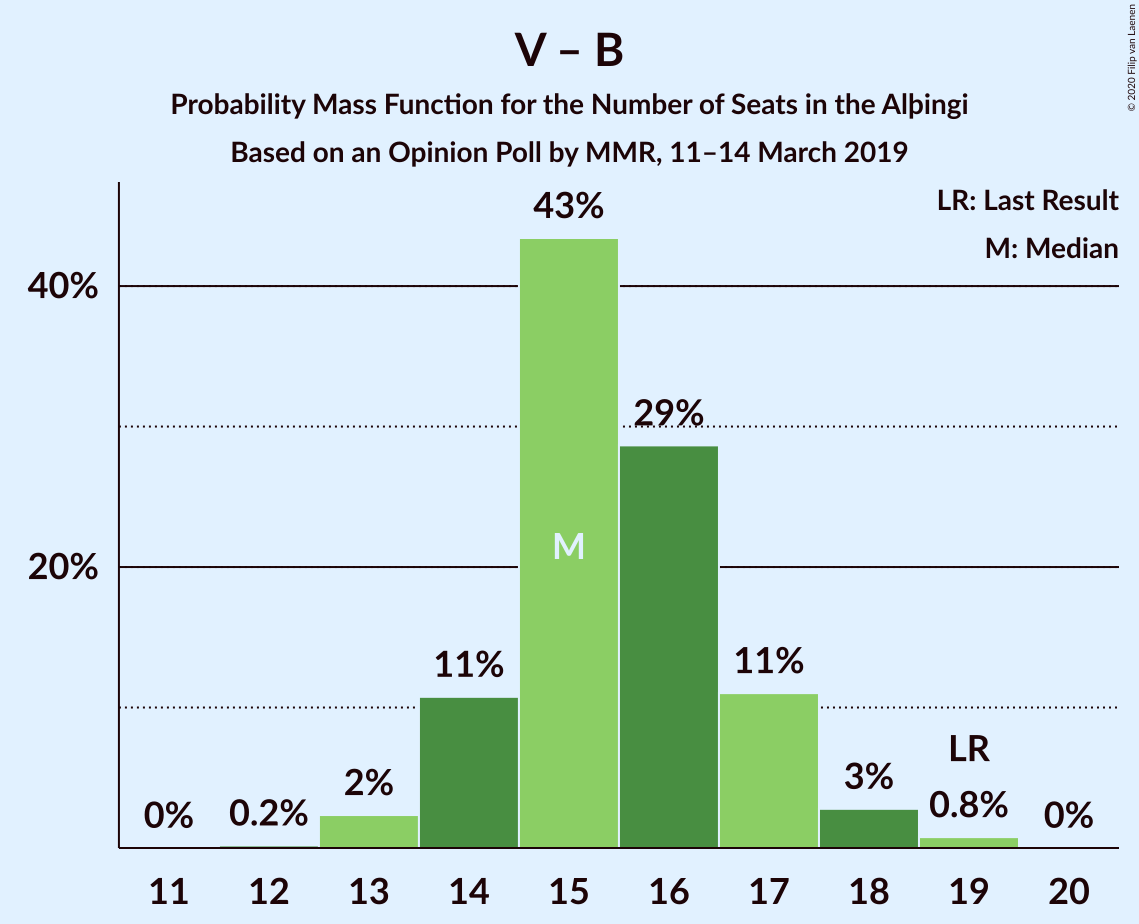 V – B
Probability Mass Function for the Number of Seats in the Alþingi
Based on an Opinion Poll by MMR, 11–14 March 2019
© 2020 Filip van Laenen
LR: Last Result
M: Median
43%
40%
29%
M
20%
11%
11%
LR
2%
3%
0%
0.2%
0.8%
0%
11 12 13 14 15 16 17 18 19 20